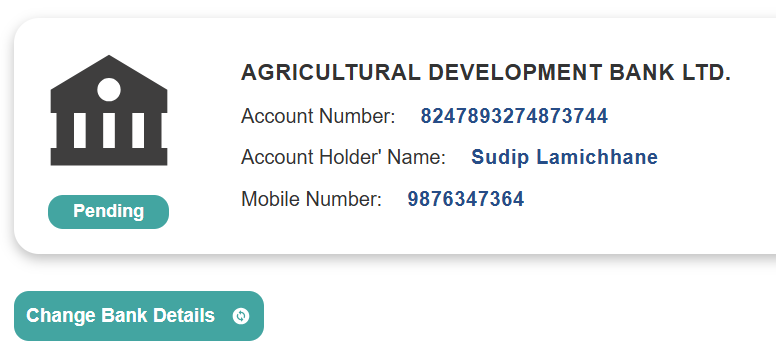 AGRICULTURAL DEVELOPMENT BANK LTD.
Account Number: 8247893274873744
Account Holder' Name: Sudip Lamichhane
Mobile Number: 9876347364
Pending
Change Bank Details